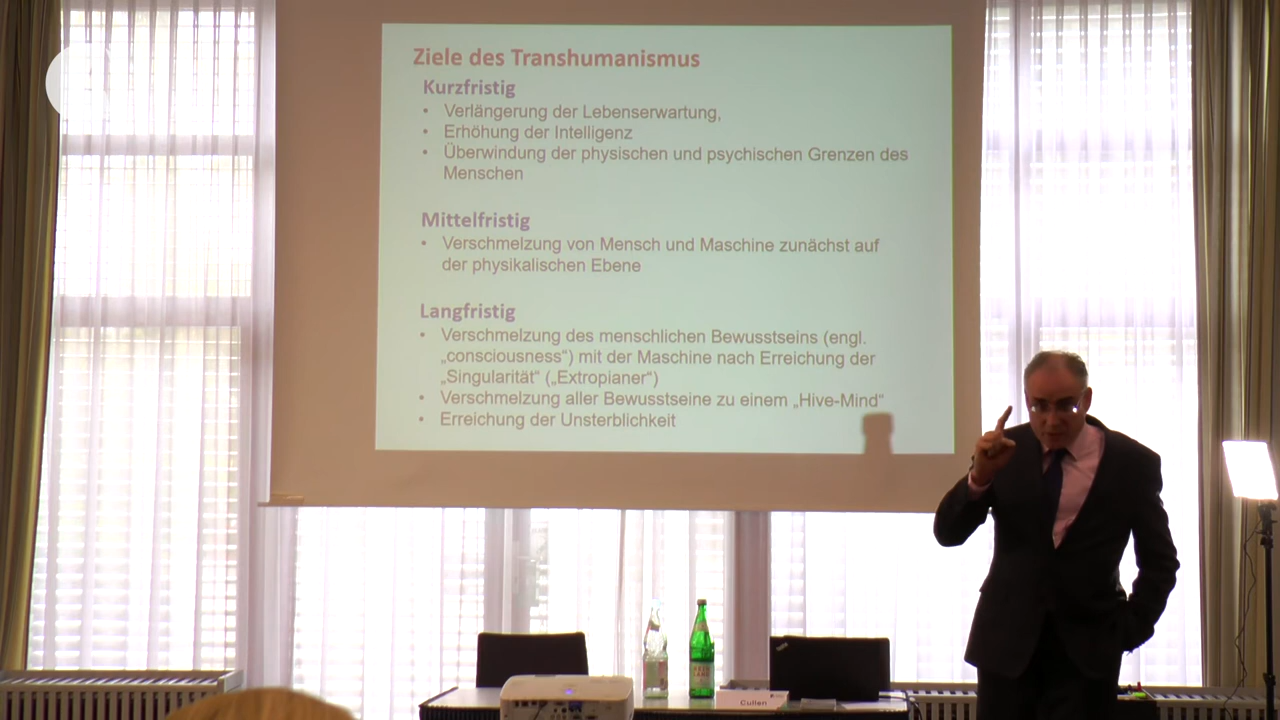 Ziele des Transhumanismus
Kurzfristig
• Verlängerung der Lebenserwartung,
• Erhöhung der Intelligenz
• Überwindung der physischen und psychischen Grenzen des
Menschen
Mittelfristig
• Verschmelzung von Mensch und Maschine zunächst auf
der physikalischen Ebene
Langfristig
• Verschmelzung des menschlichen Bewusstseins (engl.
„consciousness“) mit der Maschine nach Erreichung der
„Singularität“ („Extropianer“)
• Verschmelzung aller Bewusstseine zu einem „Hive-Mind“
• Erreichung der Unsterblichkeit
Cullen